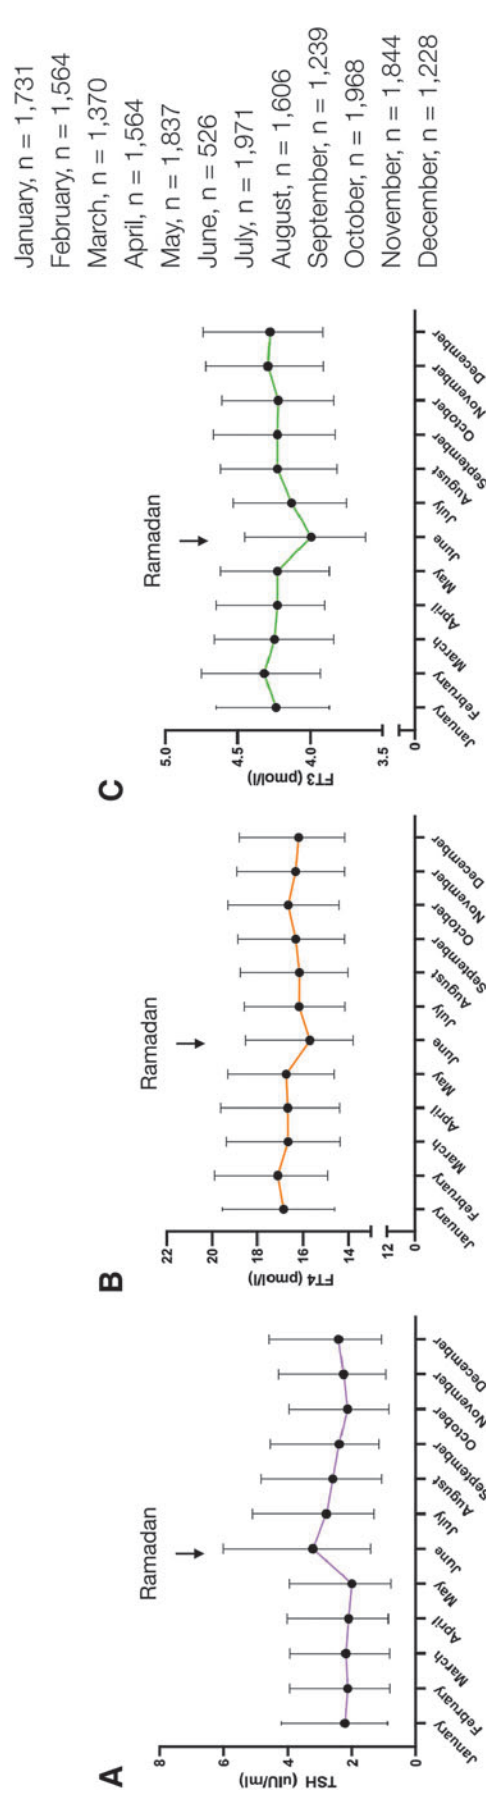 A
Ramadan
TSH (uIU/ml)
8
6
4
2
0
January
February
March
April
May
June
July
August
September
October
November
December
B
Ramadan
FT4 (pmol/l)
22
20
18
16
14
12
0
January
February
March
April
May
June
July
August
September
October
November
December
C
Ramadan
FT3 (pmol/l)
5.0
4.5
4.0
3.5
0
January
February
March
April
May
June
July
August
September
October
November
December
January, n = 1,731
February, n = 1,564
March, n = 1,370
April, n = 1,564
May, n = 1,837
June, n = 526
July, n = 1,971
August, n = 1,606
September, n = 1,239
October, n = 1,968
November, n = 1,844
December, n = 1,228